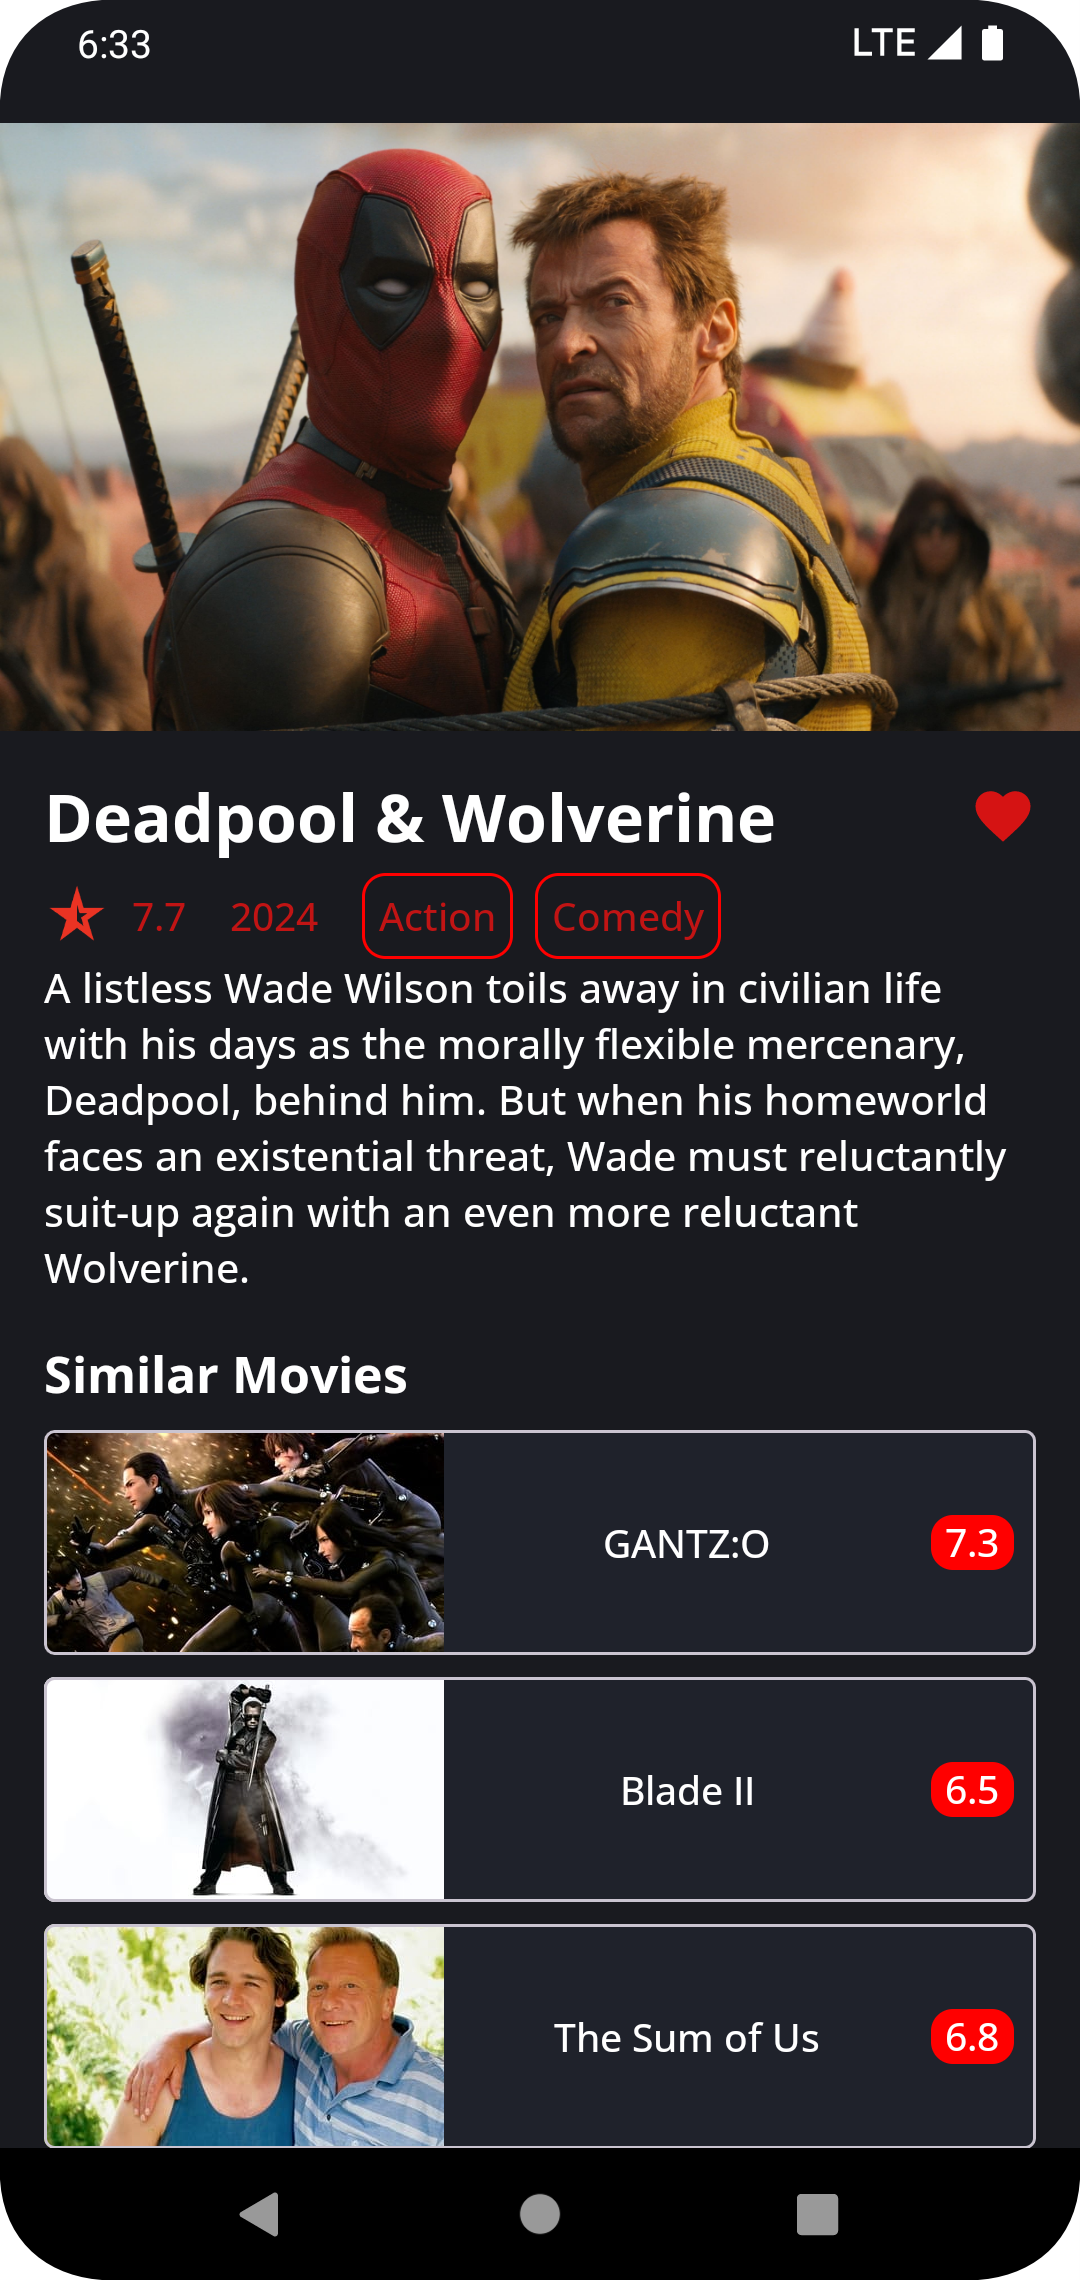 6:33 LTE
Deadpool & Wolverine
7.7 2024 Action Comedy
A listless Wade Wilson toils away in civilian life
with his days as the morally flexible mercenary,
Deadpool, behind him. But when his homeworld
faces an existential threat, Wade must reluctantly
suit-up again with an even more reluctant
Wolverine.
Similar Movies
GANTZ:O 7.3
Blade II 6.5
The Sum of Us 6.8